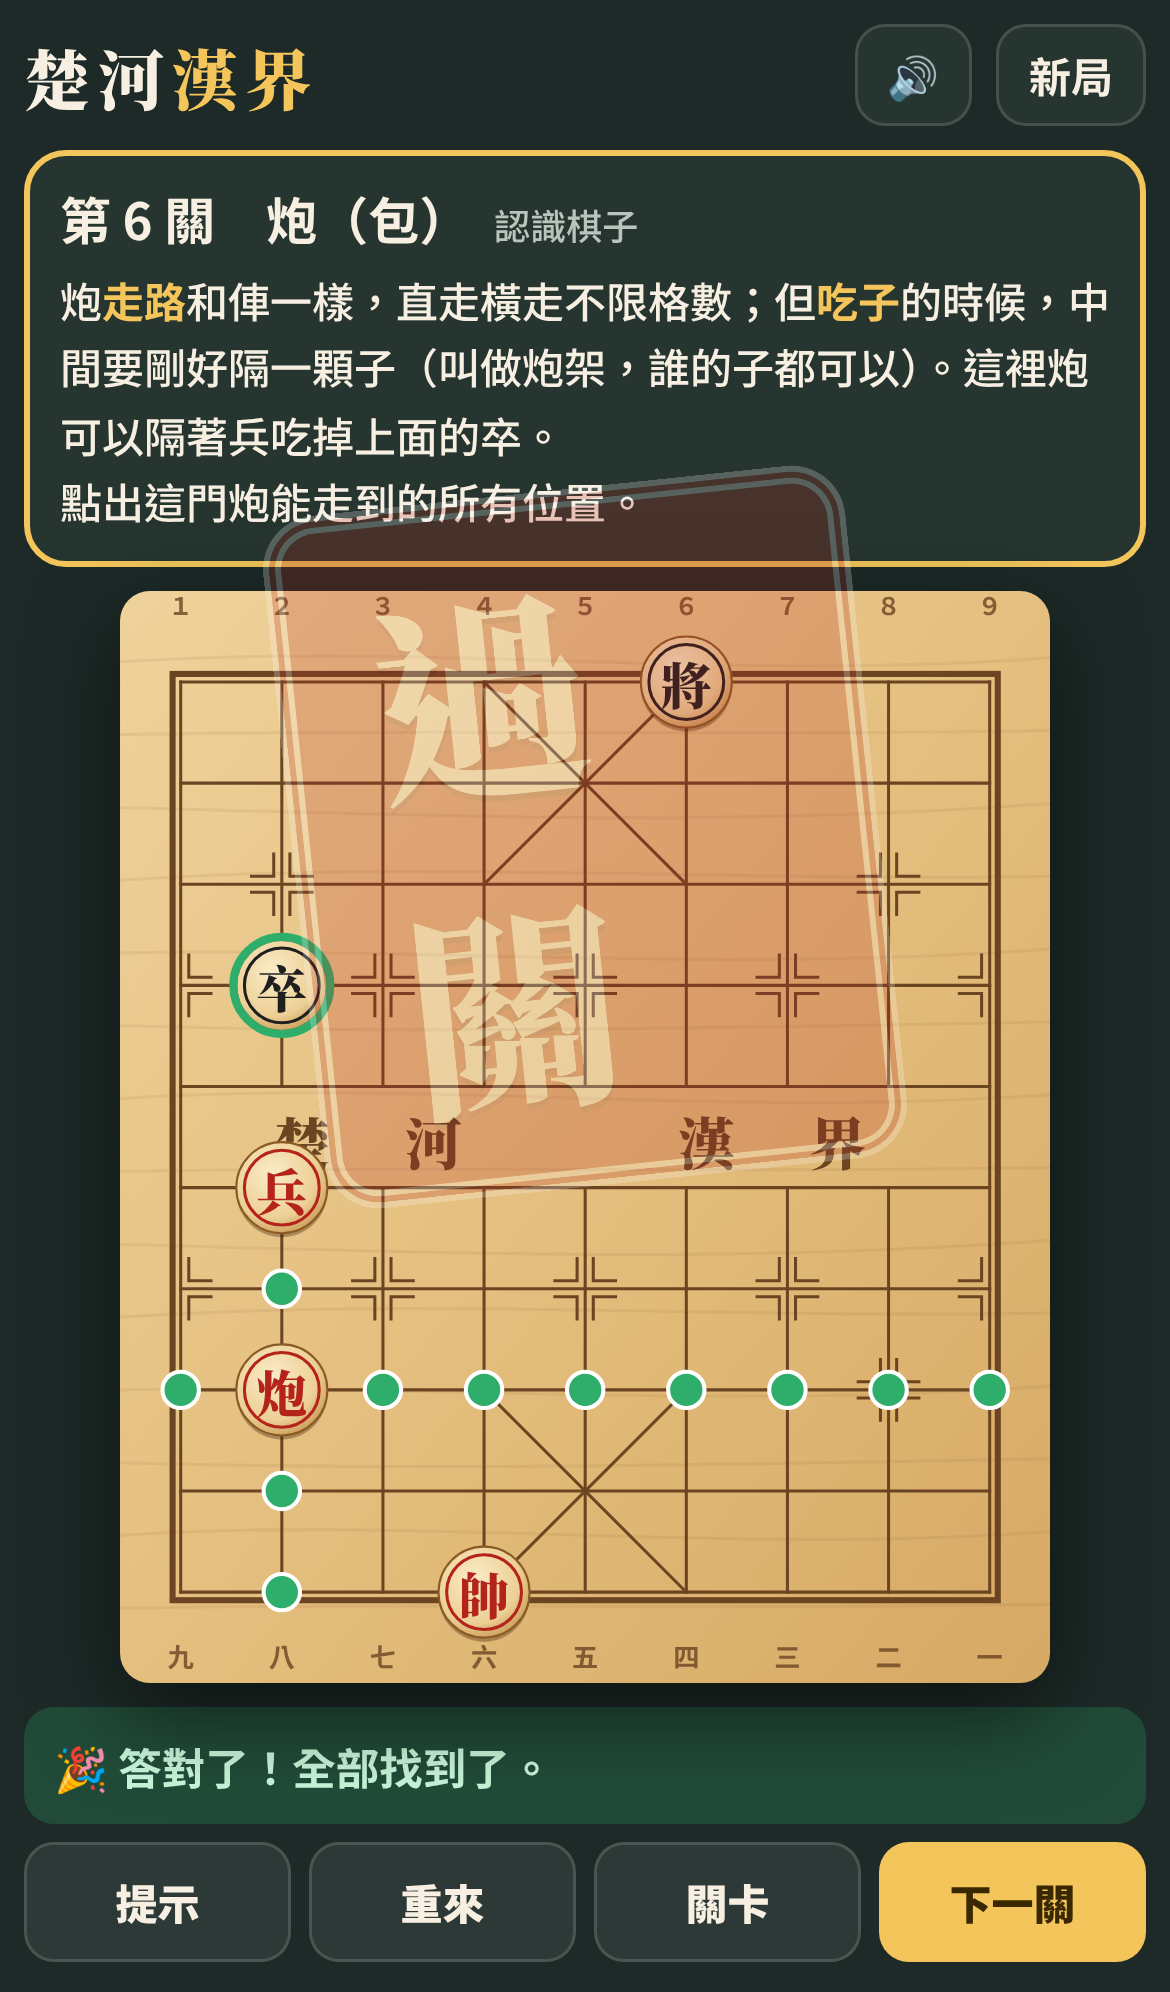 楚河漢界
🔊
新局
第6關 炮（包） 認識棋子
炮走路和俥一樣，直走橫走不限格數；但吃子的時候，中
間要剛好隔一顆子（叫做炮架，誰的子都可以）。這裡炮
可以隔著兵吃掉上面的卒。
點出這門炮能走到的所有位置。
1 2 3 4 5 6 7 8 9
過
關
將
卒
楚 河 漢 界
兵
炮
帥
九 八 七 六 五 四 三 二 一
🎉 答對了！全部找到了。
提示 重來 關卡 下一關